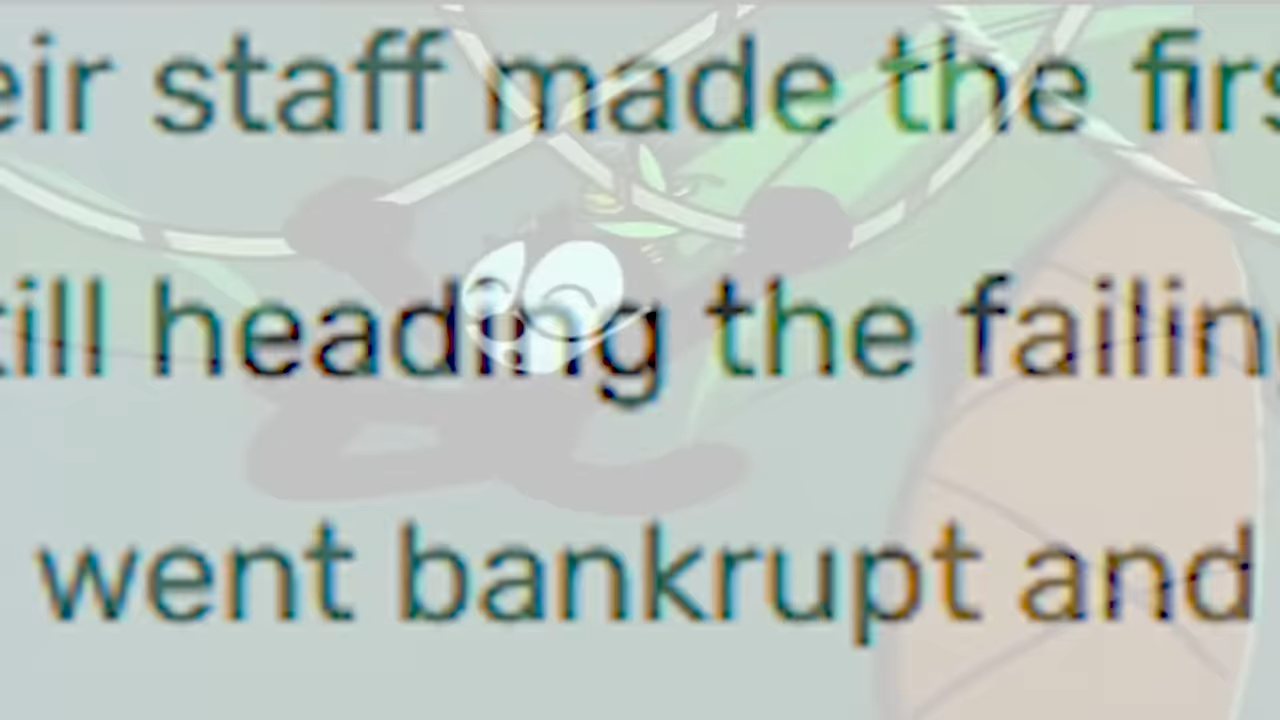 eir staff made the firs
till heading the failin
went bankrupt and